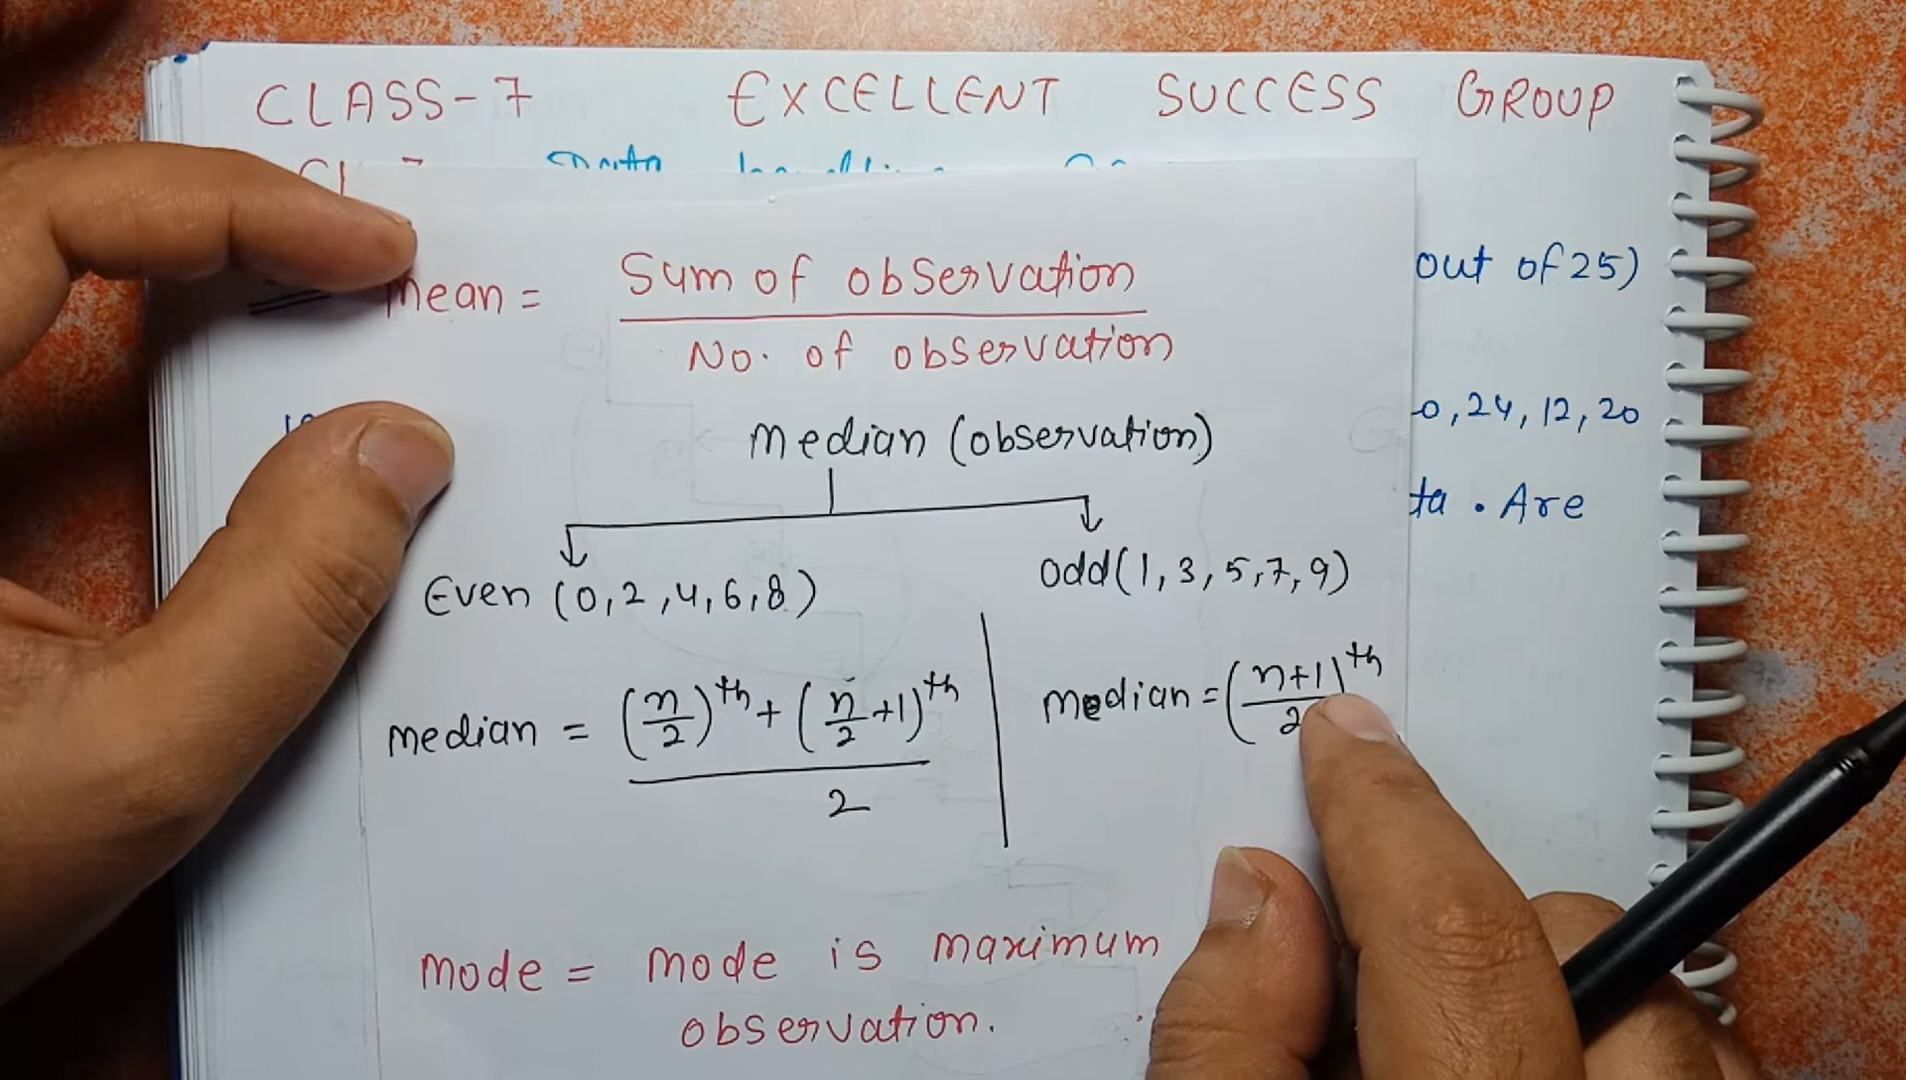 CLASS-7 EXCELLENT SUCCESS GROUP
out of 25)
mean = Sum of observation
No. of observation
0, 24, 12, 20
median (observation)
ta . Are
Even (0, 2, 4, 6, 8)
odd (1, 3, 5, 7, 9)
median = (n/2)th + (n/2 + 1)th
2
median = (n+1
2
th
mode = mode is maximum
observation.